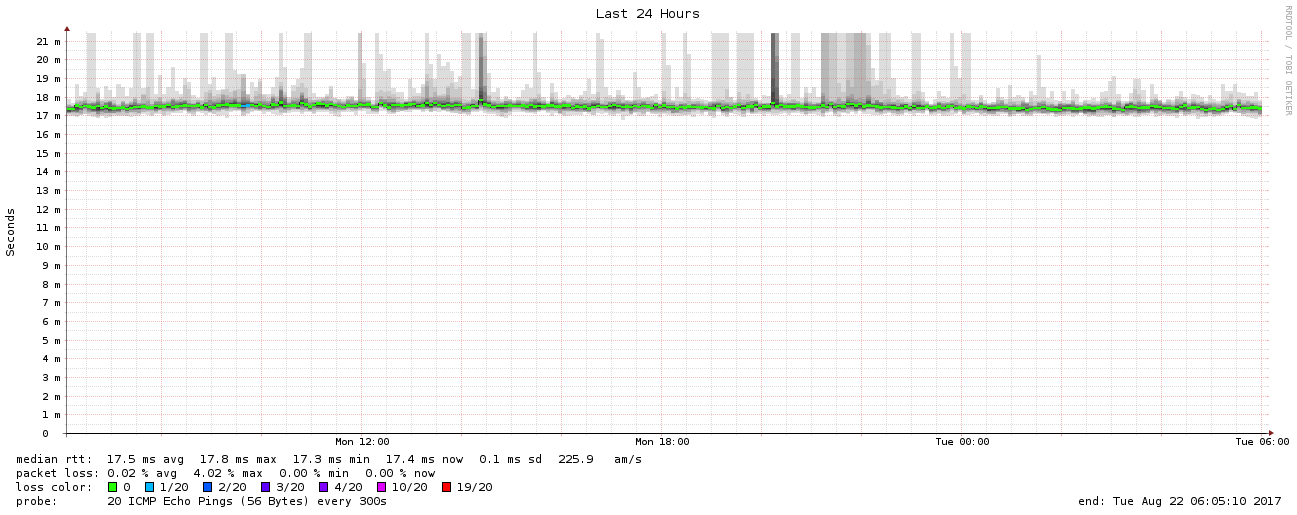 Last 24 Hours
RRDTOOL / TOBI OETIKER
Seconds
21 m
20 m
19 m
18 m
17 m
16 m
15 m
14 m
13 m
12 m
11 m
10 m
9 m
8 m
7 m
6 m
5 m
4 m
3 m
2 m
1 m
0
Mon 12:00 Mon 18:00 Tue 00:00 Tue 06:00
median rtt: 17.5 ms avg 17.8 ms max 17.3 ms min 17.4 ms now 0.1 ms sd 225.9 am/s
packet loss: 0.02 % avg 4.02 % max 0.00 % min 0.00 % now
loss color: 0 1/20 2/20 3/20 4/20 10/20 19/20
probe: 20 ICMP Echo Pings (56 Bytes) every 300s end: Tue Aug 22 06:05:10 2017